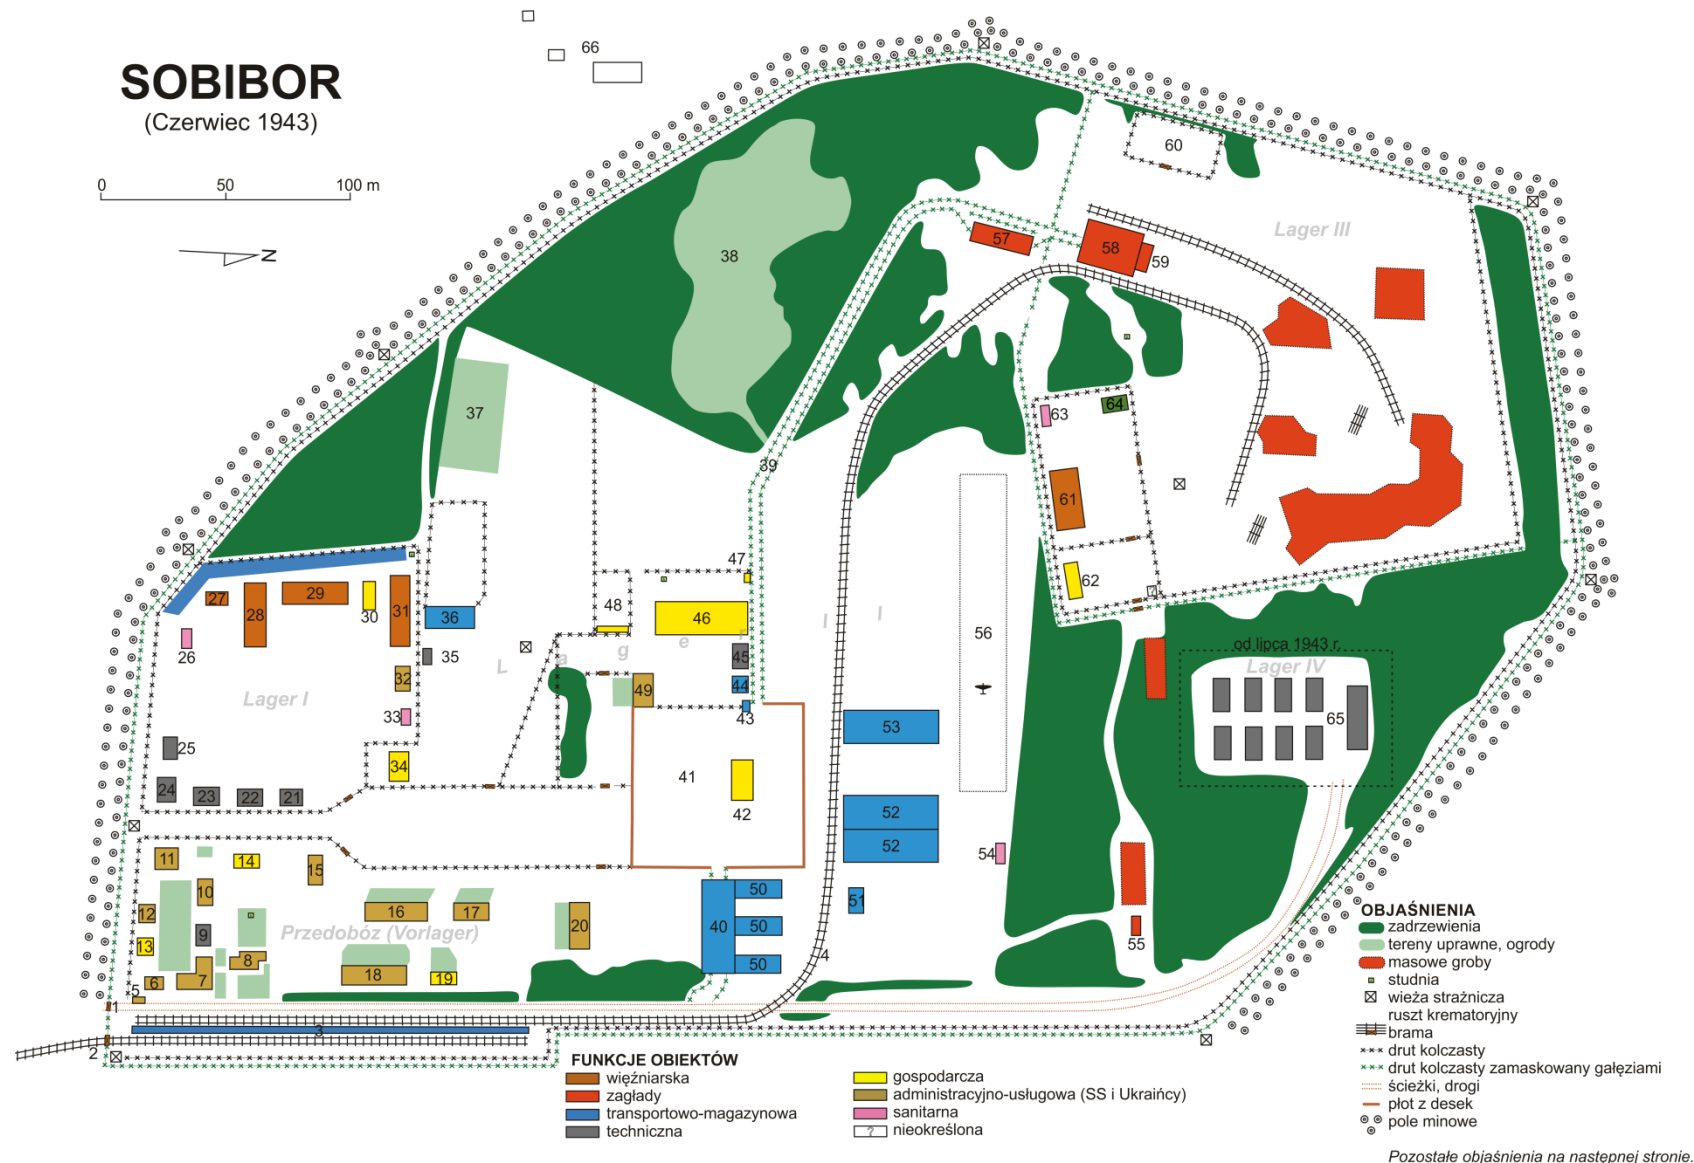 SOBIBOR
(Czerwiec 1943)
0 50 100 m
N
66
60
Lager III
57
58
59
38
37
39
63
64
61
62
47
48
46
56
27
28
29
30
31
36
26
35
32
33
45
44
43
49
Lager I
L a g e r I I
od lipca 1943 r.
Lager IV
65
53
25
34
41
42
24
23
22
21
52
52
54
11
14
15
10
12
13
9
8
7
6
5
16
17
18
19
20
Przedobóz (Vorlager)
40
50
50
50
51
55
4
1
2
3
?
FUNKCJE OBIEKTÓW
więźniarska
zagłady
transportowo-magazynowa
techniczna
gospodarcza
administracyjno-usługowa (SS i Ukraińcy)
sanitarna
? nieokreślona
OBJAŚNIENIA
zadrzewienia
tereny uprawne, ogrody
masowe groby
studnia
wieża strażnicza
ruszt krematoryjny
brama
drut kolczasty
drut kolczasty zamaskowany gałęziami
ścieżki, drogi
płot z desek
pole minowe
Pozostałe objaśnienia na następnej stronie.